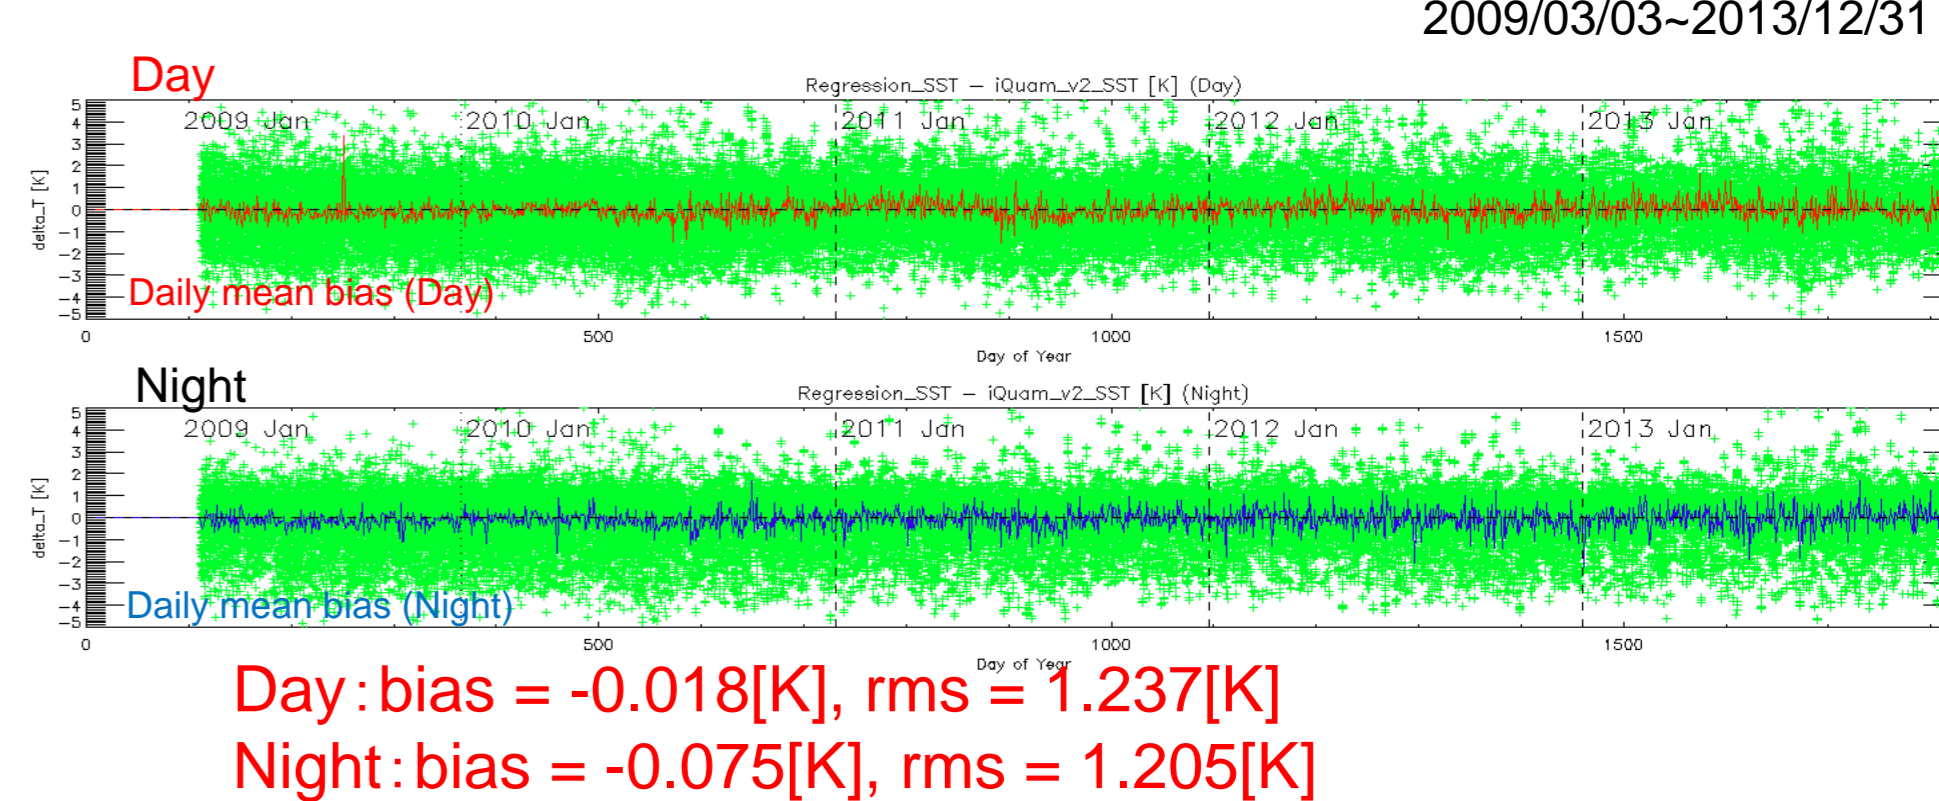 2009/03/03~2013/12/31
Day
Regression_SST – iQuam_v2_SST [K] (Day)
2009 Jan 2010 Jan 2011 Jan 2012 Jan 2013 Jan
5
4
3
2
1
0
-1
-2
-3
-4
-5
delta_T [K]
Daily mean bias (Day)
0 500 1000 1500
Day of Year
Night
Regression_SST – iQuam_v2_SST [K] (Night)
2009 Jan 2010 Jan 2011 Jan 2012 Jan 2013 Jan
5
4
3
2
1
0
-1
-2
-3
-4
-5
delta_T [K]
Daily mean bias (Night)
0 500 1000 1500
Day of Year
Day:bias = -0.018[K], rms = 1.237[K]
Night:bias = -0.075[K], rms = 1.205[K]